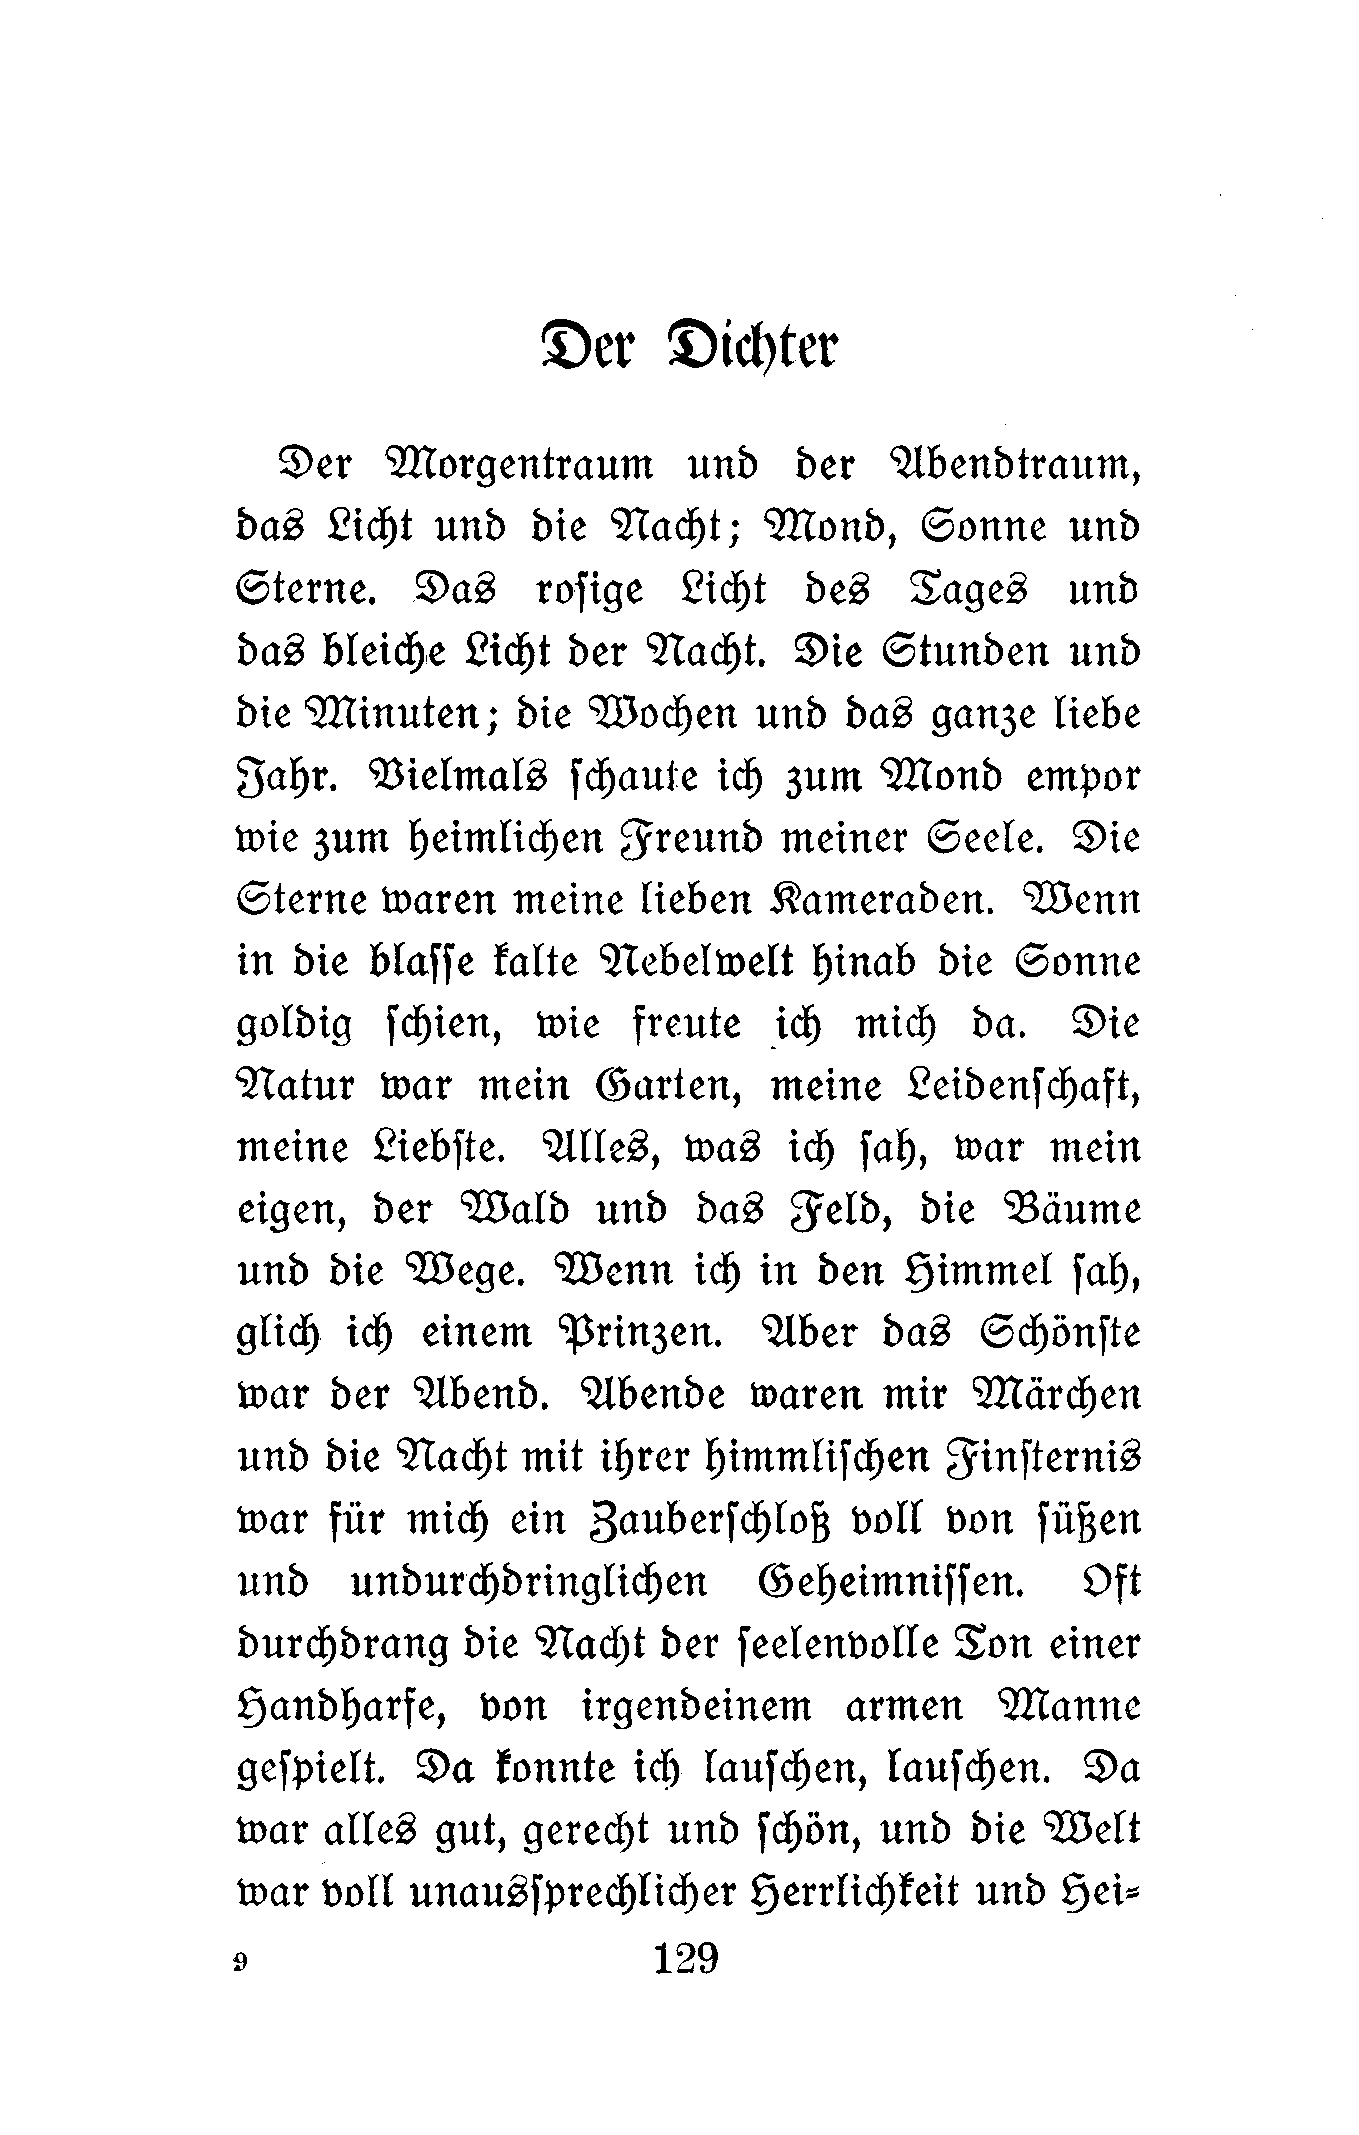 Der Dichter
Der Morgentraum und der Abendtraum,
das Licht und die Nacht; Mond, Sonne und
Sterne. Das rosige Licht des Tages und
das bleiche Licht der Nacht. Die Stunden und
die Minuten; die Wochen und das ganze liebe
Jahr. Vielmals schaute ich zum Mond empor
wie zum heimlichen Freund meiner Seele. Die
Sterne waren meine lieben Kameraden. Wenn
in die blasse kalte Nebelwelt hinab die Sonne
goldig schien, wie freute ich mich da. Die
Natur war mein Garten, meine Leidenschaft,
meine Liebste. Alles, was ich sah, war mein
eigen, der Wald und das Feld, die Bäume
und die Wege. Wenn ich in den Himmel sah,
glich ich einem Prinzen. Aber das Schönste
war der Abend. Abende waren mir Märchen
und die Nacht mit ihrer himmlischen Finsternis
war für mich ein Zauberschloß voll von süßen
und undurchdringlichen Geheimnissen. Oft
durchdrang die Nacht der seelenvolle Ton einer
Handharfe, von irgendeinem armen Manne
gespielt. Da konnte ich lauschen, lauschen. Da
war alles gut, gerecht und schön, und die Welt
war voll unaussprechlicher Herrlichkeit und Hei-
9 129